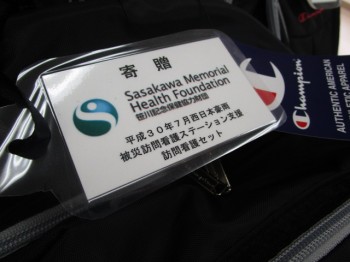 寄贈
Sasakawa Memorial
Health Foundation
笹川記念保健協力財団
平成30年7月西日本豪雨
被災訪問看護ステーション支援
訪問看護セット
Champion
AUTHENTIC AMERICAN
ATHLETIC APPAREL